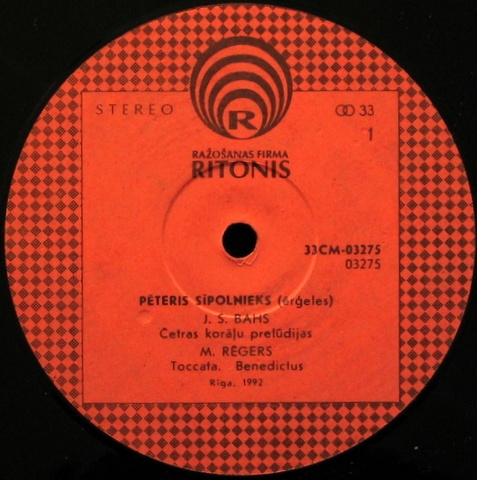 STEREO
33
1
R
RAŽOŠANAS FIRMA
RITONIS
33CM-03275
03275
PĒTERIS SĪPOLNIEKS (ērģeles)
J. S. BAHS
Četras korāļu prelūdijas
M. RĒGERS
Toccata. Benedictus
Rīga, 1992